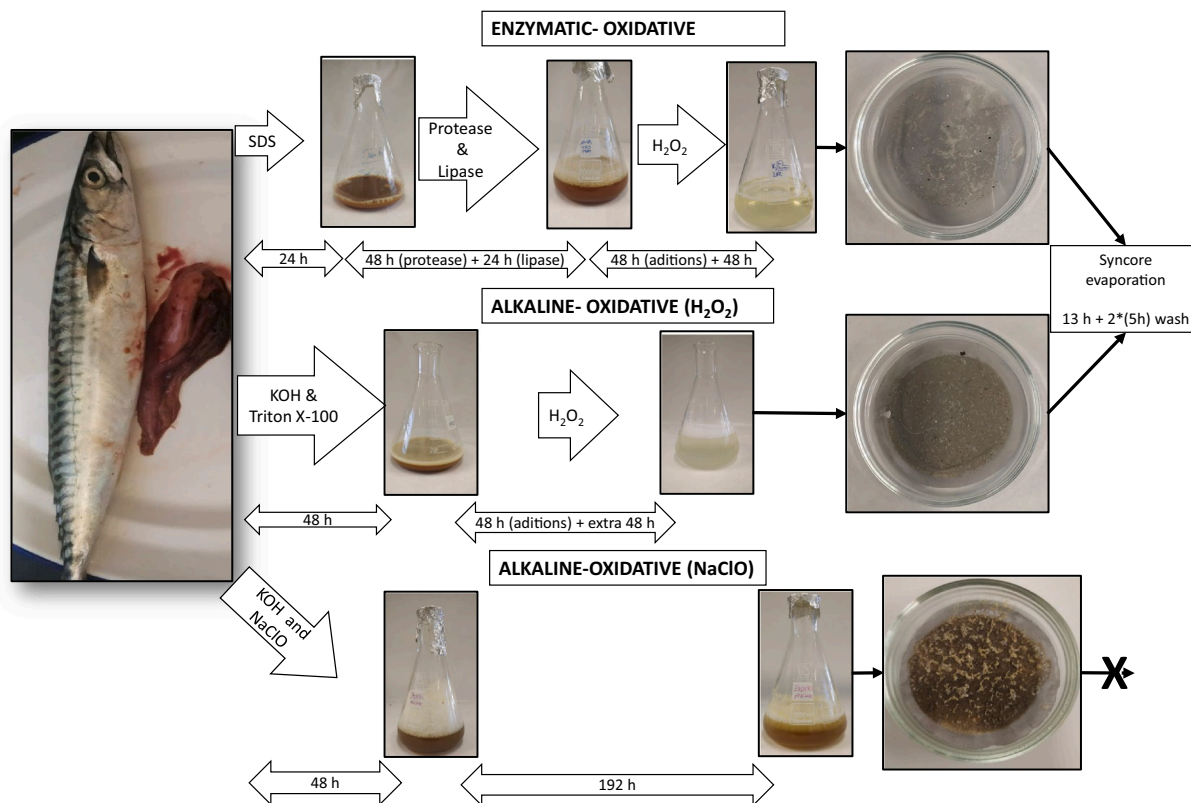 ENZYMATIC- OXIDATIVE
SDS
Protease
&
Lipase
H₂O₂
24 h
48 h (protease) + 24 h (lipase)
48 h (aditions) + 48 h
Syncore
evaporation
13 h + 2*(5h) wash
ALKALINE- OXIDATIVE (H₂O₂)
KOH &
Triton X-100
H₂O₂
48 h
48 h (aditions) + extra 48 h
ALKALINE-OXIDATIVE (NaClO)
KOH and
NaClO
X
48 h
192 h